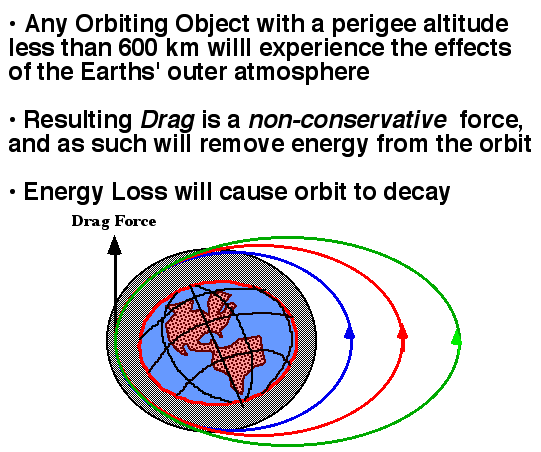 • Any Orbiting Object with a perigee altitude
less than 600 km willl experience the effects
of the Earths' outer atmosphere
• Resulting Drag is a non-conservative force,
and as such will remove energy from the orbit
• Energy Loss will cause orbit to decay
Drag Force